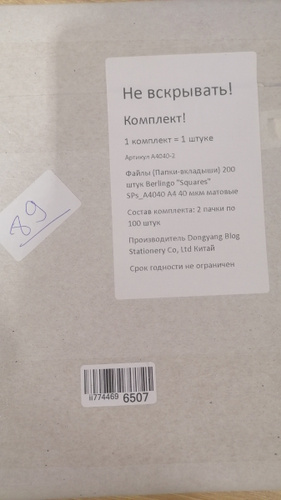 Не вскрывать!
Комплект!
1 комплект = 1 штуке
Артикул A4040-2
Файлы (Папки-вкладыши) 200
штук Berlingo "Squares"
SPs_A4040 A4 40 мкм матовые
Состав комплекта: 2 пачки по
100 штук
Производитель Dongyang Blog
Stationery Co, Ltd Китай
Срок годности не ограничен
89
ii774469 6507